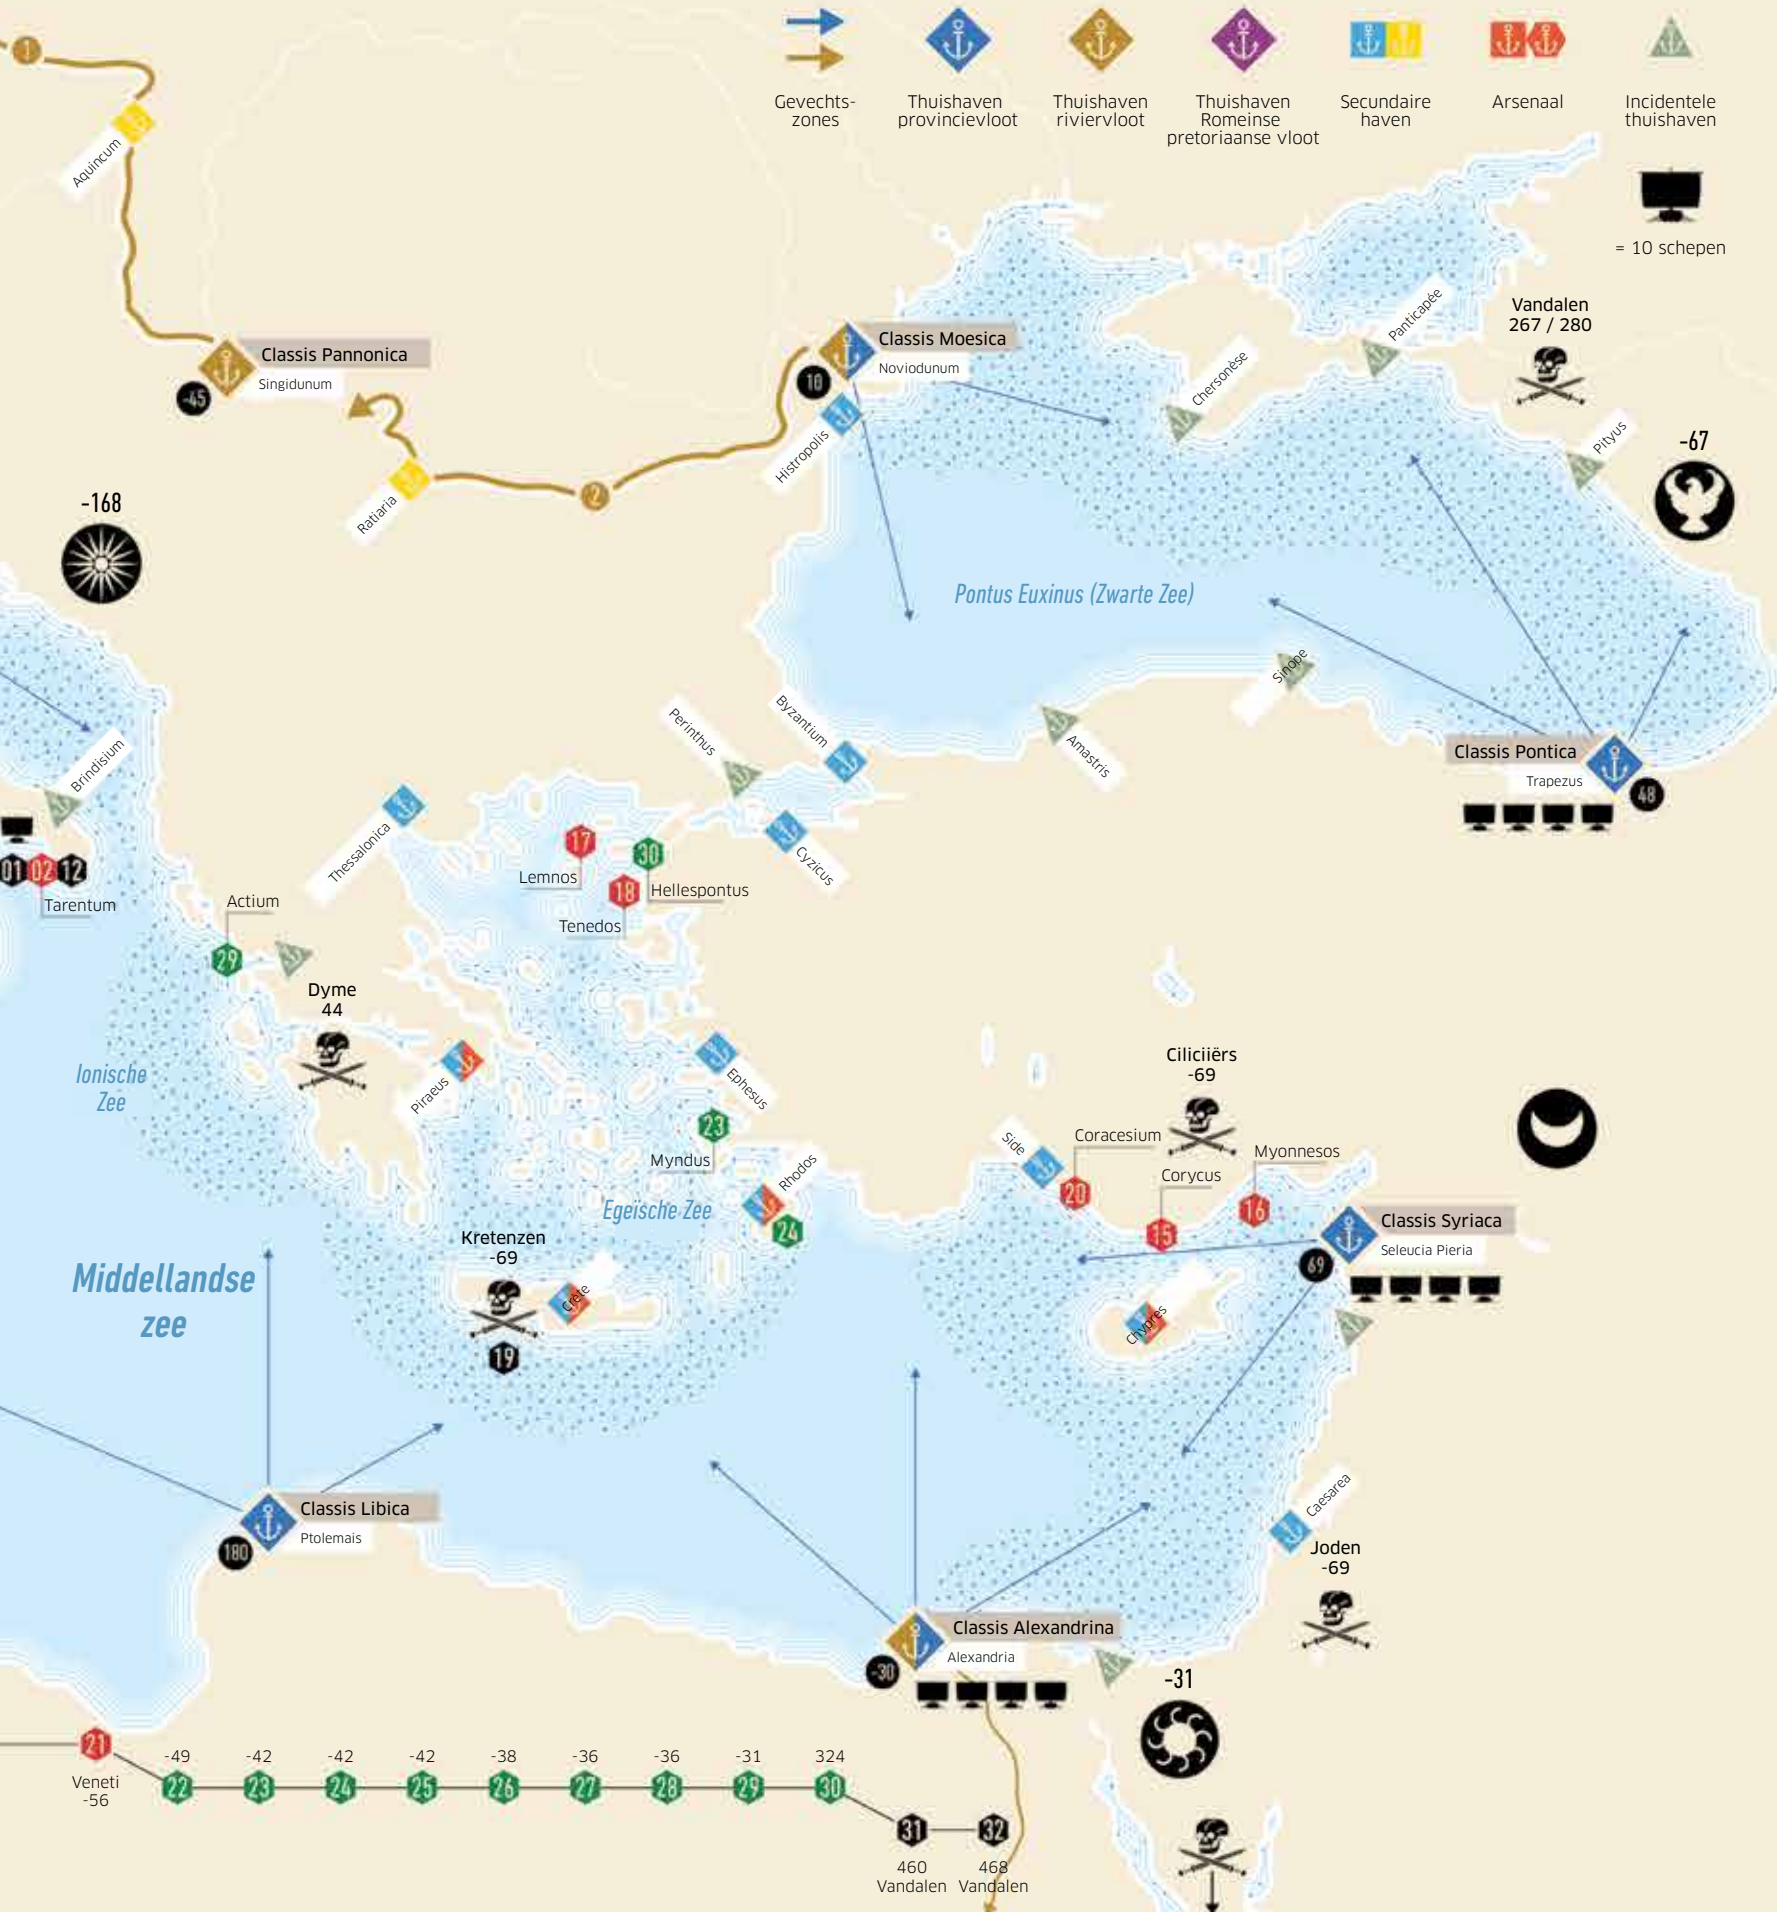 Gevechts-
zones
Thuishaven
provincievloot
Thuishaven
riviervloot
Thuishaven
Romeinse
pretoriaanse vloot
Secundaire
haven
Arsenaal
Incidentele
thuishaven
= 10 schepen
1
Aquincum
Classis Pannonica
Singidunum
-45
Ratiaria
2
Classis Moesica
Noviodunum
10
Histropolis
Chersonèse
Panticapée
Vandalen
267 / 280
Pityus
-67
-168
Pontus Euxinus (Zwarte Zee)
Sinope
Amastris
Byzantium
Perinthus
Cyzicus
Classis Pontica
Trapezus
48
Brindisium
01 02 12
Tarentum
Thessalonica
17
Lemnos
30
Hellespontus
18
Tenedos
Actium
29
Dyme
44
Ionische
Zee
Piraeus
Ephesus
23
Myndus
Rhodos
24
Egeïsche Zee
Kretenzen
-69
Crète
19
Middellandse
zee
Ciliciiërs
-69
Side
Coracesium
20
Corycus
15
Myonnesos
16
Classis Syriaca
Seleucia Pieria
69
Chypres
Classis Libica
Ptolemais
180
Caesarea
Joden
-69
Classis Alexandrina
Alexandria
-30
-31
21
Veneti
-56
-49
22
-42
23
-42
24
-42
25
-38
26
-36
27
-36
28
-31
29
324
30
31
460
Vandalen
32
468
Vandalen